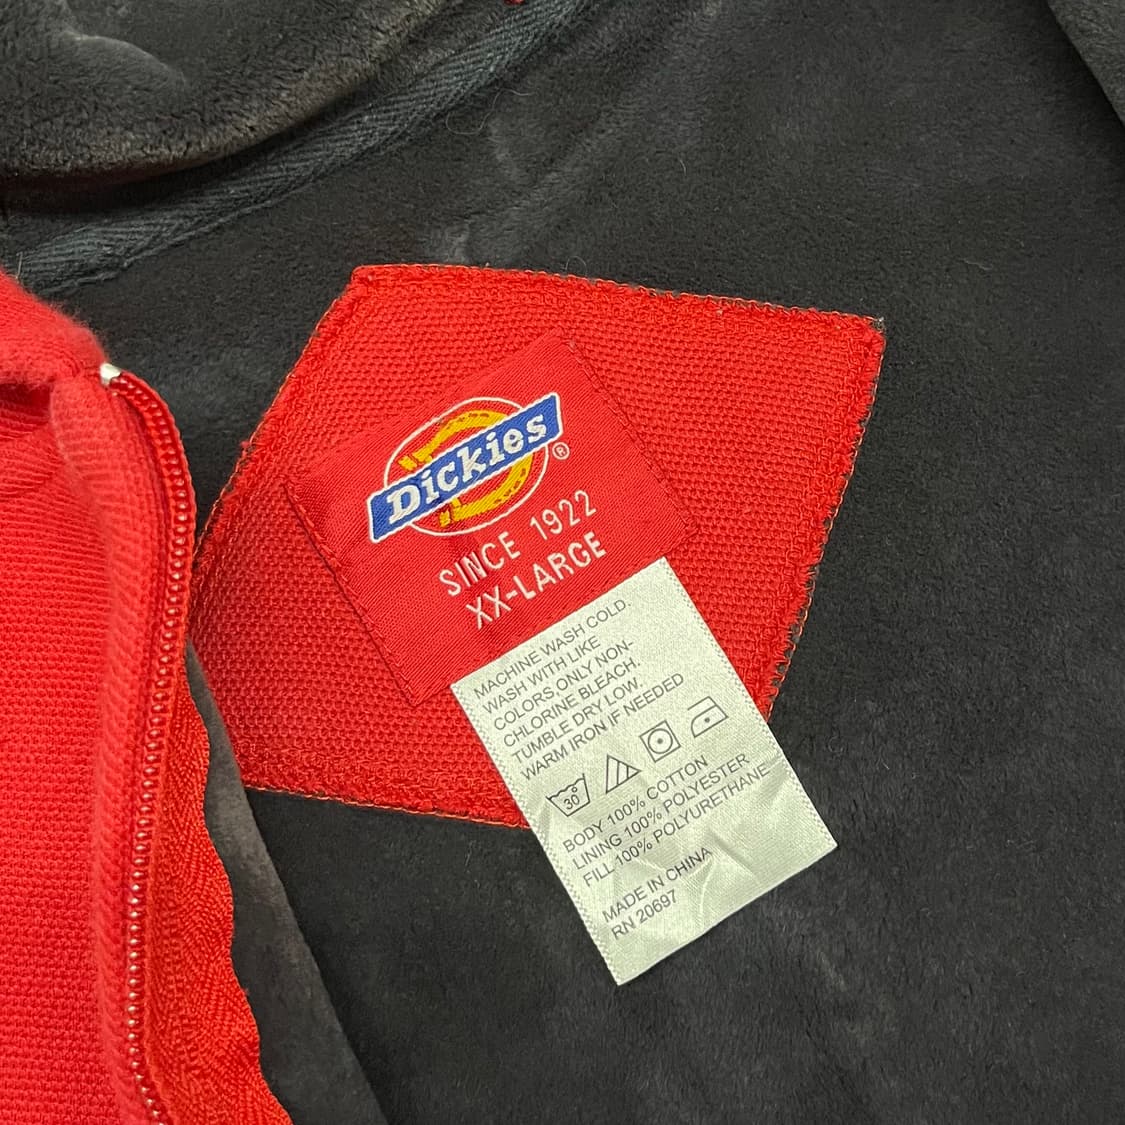 Dickies®
SINCE 1922
XX-LARGE
MACHINE WASH COLD.
WASH WITH LIKE
COLORS,ONLY NON-
CHLORINE BLEACH.
TUMBLE DRY LOW.
WARM IRON IF NEEDED
30°
BODY 100% COTTON
LINING 100% POLYESTER
FILL 100% POLYURETHANE
MADE IN CHINA
RN 20697